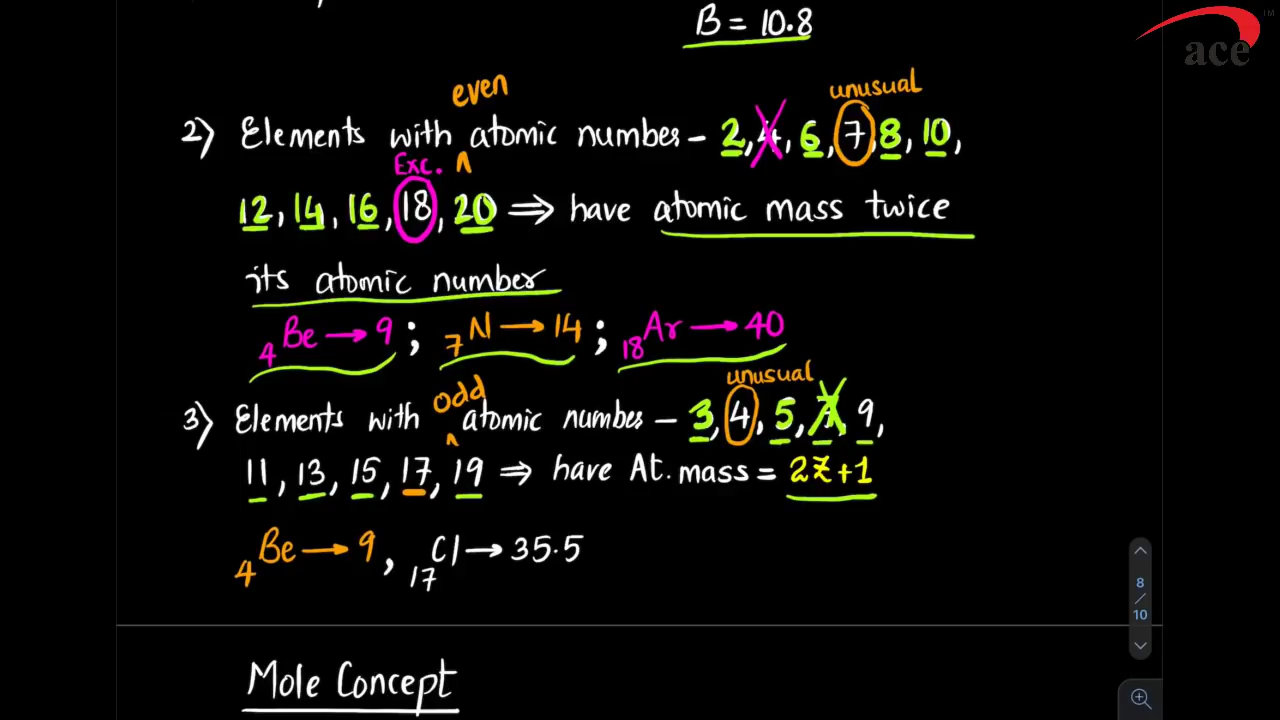 B = 10.8
ace TM
even
unusual
2) Elements with ^ atomic number - 2, 4, 6, 7, 8, 10,
Exc.
12, 14, 16, 18, 20 ⇒ have atomic mass twice
its atomic number
4Be → 9 ; 7N → 14 ; 18Ar → 40
odd
unusual
3) Elements with ^ atomic number - 3, 4, 5, 7, 9,
11, 13, 15, 17, 19 ⇒ have At. mass = 2Z + 1
4Be → 9, 17Cl → 35.5
8
/
10
Mole Concept